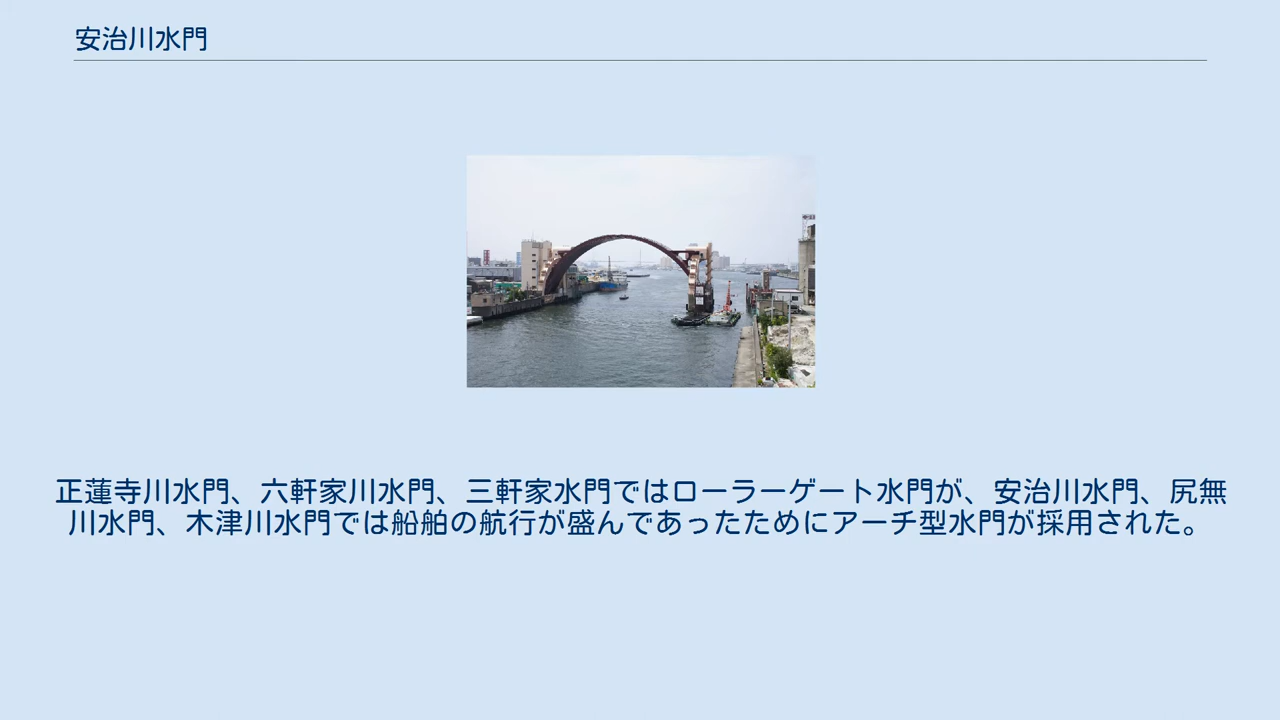 安治川水門
正蓮寺川水門、六軒家川水門、三軒家水門ではローラーゲート水門が、安治川水門、尻無
川水門、木津川水門では船舶の航行が盛んであったためにアーチ型水門が採用された。